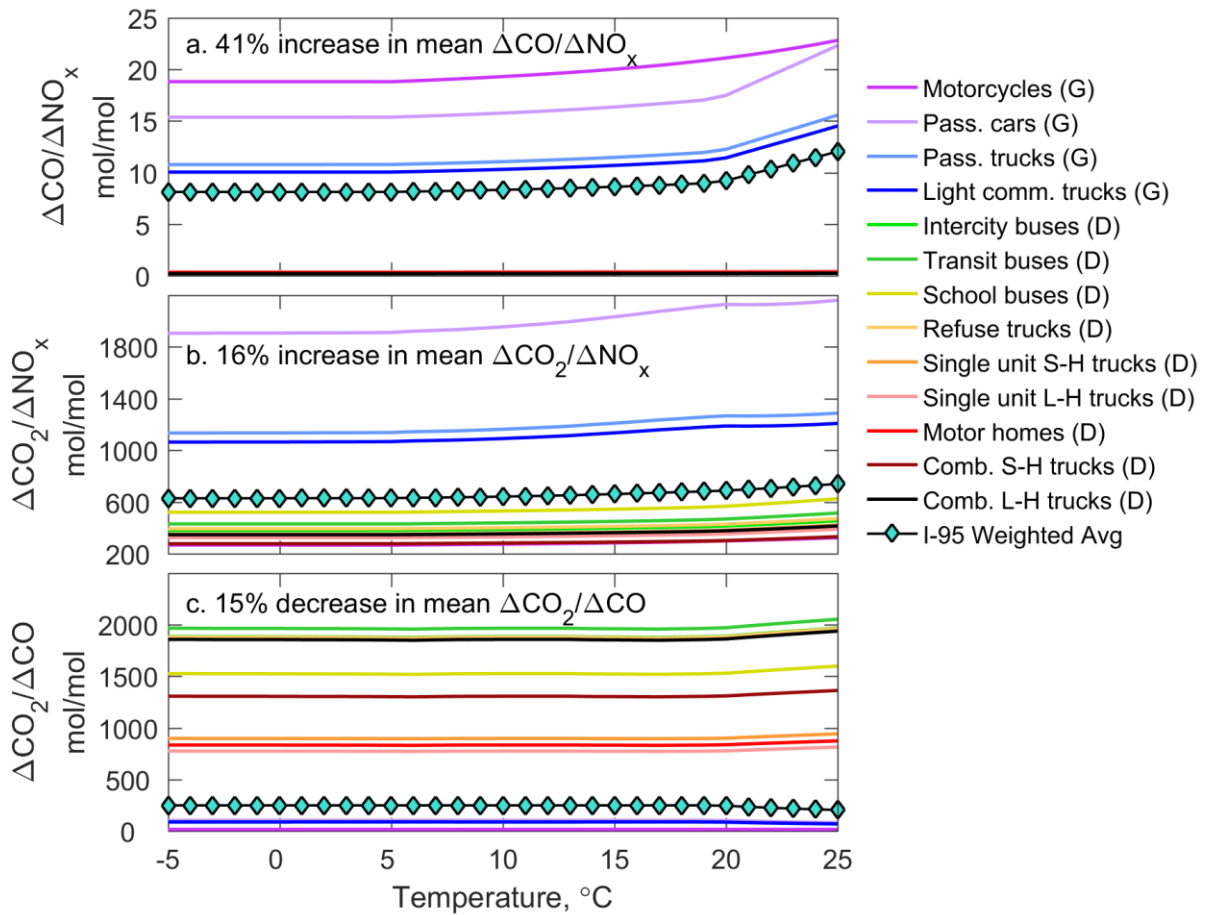 a. 41% increase in mean ΔCO/ΔNOₓ
ΔCO/ΔNOₓ
mol/mol
25
20
15
10
5
0
b. 16% increase in mean ΔCO₂/ΔNOₓ
ΔCO₂/ΔNOₓ
mol/mol
1800
1400
1000
600
200
c. 15% decrease in mean ΔCO₂/ΔCO
ΔCO₂/ΔCO
mol/mol
2000
1500
1000
500
0
-5 0 5 10 15 20 25
Temperature, °C
Motorcycles (G)
Pass. cars (G)
Pass. trucks (G)
Light comm. trucks (G)
Intercity buses (D)
Transit buses (D)
School buses (D)
Refuse trucks (D)
Single unit S-H trucks (D)
Single unit L-H trucks (D)
Motor homes (D)
Comb. S-H trucks (D)
Comb. L-H trucks (D)
I-95 Weighted Avg